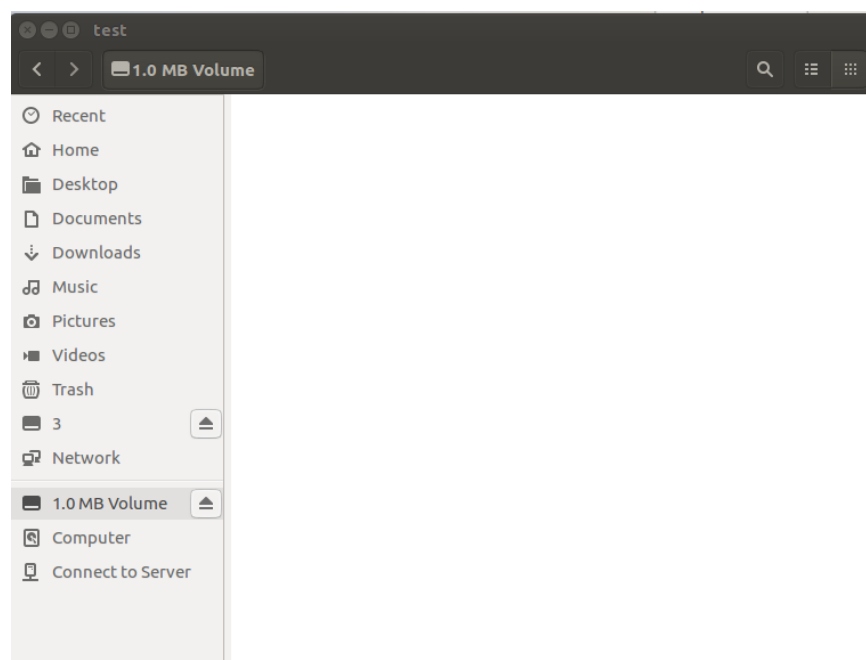 test
1.0 MB Volume
Recent
Home
Desktop
Documents
Downloads
Music
Pictures
Videos
Trash
3
Network
1.0 MB Volume
Computer
Connect to Server